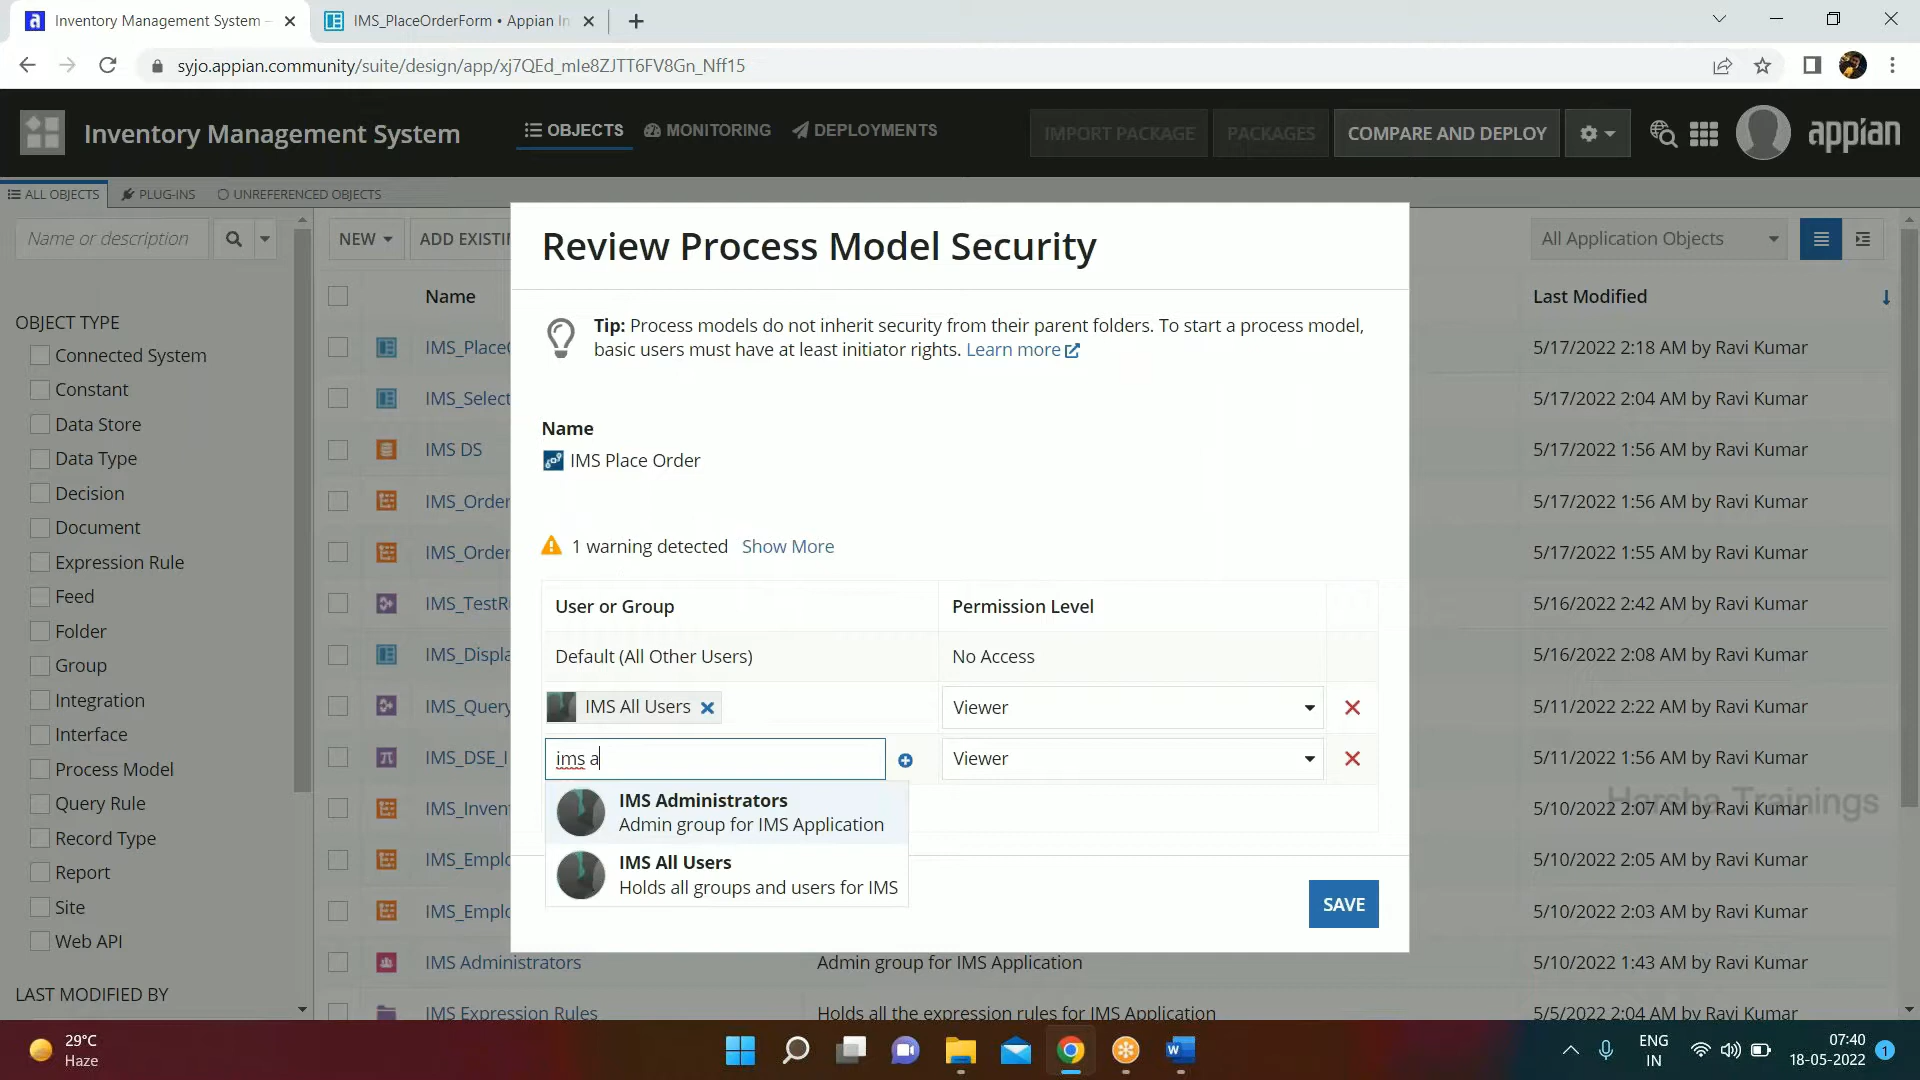 Inventory Management System -
IMS_PlaceOrderForm • Appian In
syjo.appian.community/suite/design/app/xj7QEd_mIe8ZJTT6FV8Gn_Nff15
Inventory Management System
OBJECTS
MONITORING
DEPLOYMENTS
IMPORT PACKAGE
PACKAGES
COMPARE AND DEPLOY
appian
ALL OBJECTS
PLUG-INS
UNREFERENCED OBJECTS
Name or description
NEW
ADD EXISTIN
All Application Objects
OBJECT TYPE
Connected System
Constant
Data Store
Data Type
Decision
Document
Expression Rule
Feed
Folder
Group
Integration
Interface
Process Model
Query Rule
Record Type
Report
Site
Web API
LAST MODIFIED BY
Name
Last Modified
IMS_PlaceO
5/17/2022 2:18 AM by Ravi Kumar
IMS_Select
5/17/2022 2:04 AM by Ravi Kumar
IMS DS
5/17/2022 1:56 AM by Ravi Kumar
IMS_Order
5/17/2022 1:56 AM by Ravi Kumar
IMS_Order
5/17/2022 1:55 AM by Ravi Kumar
IMS_TestRu
5/16/2022 2:42 AM by Ravi Kumar
IMS_Displa
5/16/2022 2:08 AM by Ravi Kumar
IMS_Query
5/11/2022 2:22 AM by Ravi Kumar
IMS_DSE_I
5/11/2022 1:56 AM by Ravi Kumar
IMS_Inven
5/10/2022 2:07 AM by Ravi Kumar
IMS_Emplo
5/10/2022 2:05 AM by Ravi Kumar
IMS_Emplo
5/10/2022 2:03 AM by Ravi Kumar
IMS Administrators
Admin group for IMS Application
5/10/2022 1:43 AM by Ravi Kumar
IMS Expression Rules
Holds all the expression rules for IMS Application
5/5/2022 2:04 AM by Ravi Kumar
Harsha Trainings
Review Process Model Security
Tip: Process models do not inherit security from their parent folders. To start a process model,
basic users must have at least initiator rights. Learn more
Name
IMS Place Order
1 warning detected Show More
User or Group
Permission Level
Default (All Other Users)
No Access
IMS All Users
Viewer
ims a
Viewer
IMS Administrators
Admin group for IMS Application
IMS All Users
Holds all groups and users for IMS
SAVE
29°C
Haze
ENG
IN
07:40
18-05-2022
1